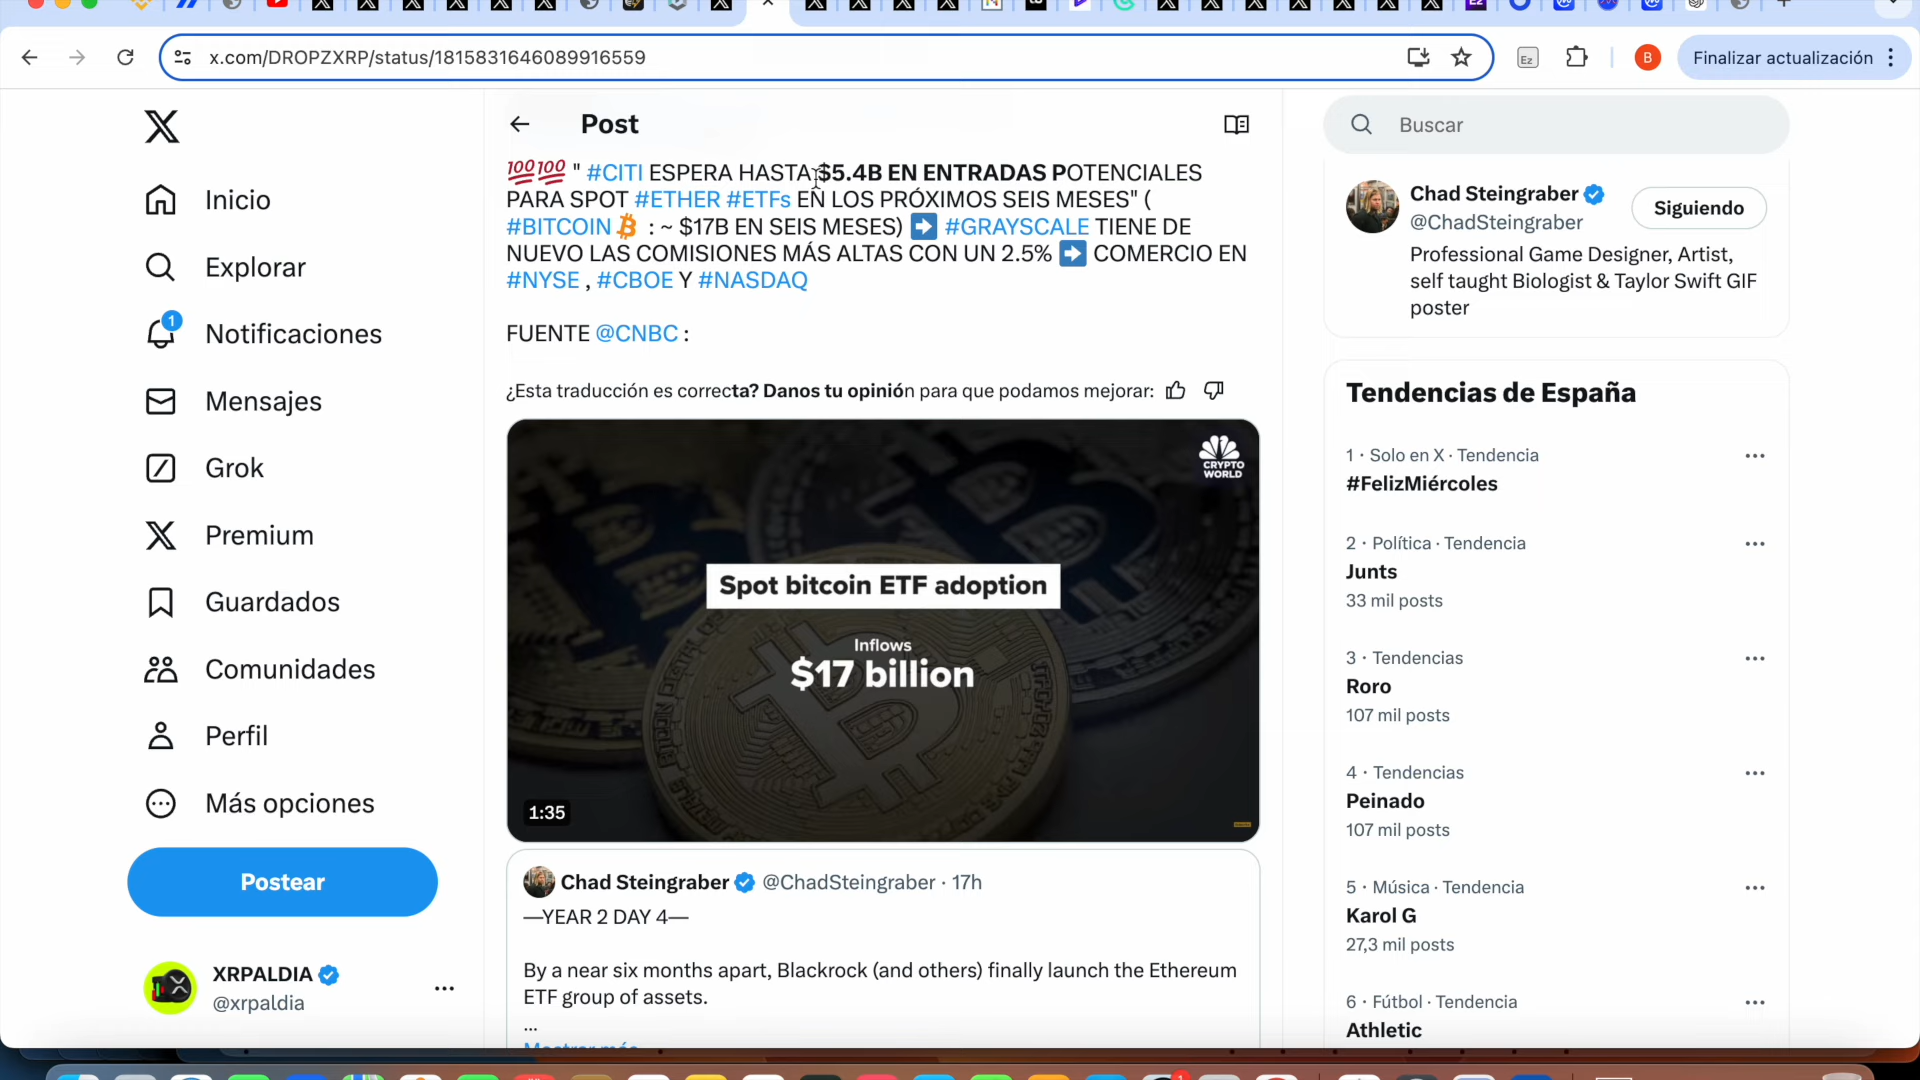 x.com/DROPZXRP/status/1815831646089916559
Ez
B
Finalizar actualización
Inicio
Explorar
1
Notificaciones
Mensajes
Grok
Premium
Guardados
Comunidades
Perfil
Más opciones
Postear
XRPALDIA
@xrpaldia
Post
💯💯 " #CITI ESPERA HASTA $5.4B EN ENTRADAS POTENCIALES
PARA SPOT #ETHER #ETFs EN LOS PRÓXIMOS SEIS MESES" (
#BITCOIN : ~ $17B EN SEIS MESES) ➡️ #GRAYSCALE TIENE DE
NUEVO LAS COMISIONES MÁS ALTAS CON UN 2.5% ➡️ COMERCIO EN
#NYSE , #CBOE Y #NASDAQ
FUENTE @CNBC :
¿Esta traducción es correcta? Danos tu opinión para que podamos mejorar:
CRYPTO
WORLD
Spot bitcoin ETF adoption
Inflows
$17 billion
1:35
Chad Steingraber @ChadSteingraber · 17h
—YEAR 2 DAY 4—
By a near six months apart, Blackrock (and others) finally launch the Ethereum
ETF group of assets.
...
Mostrar más
Buscar
Chad Steingraber
@ChadSteingraber
Siguiendo
Professional Game Designer, Artist,
self taught Biologist & Taylor Swift GIF
poster
Tendencias de España
1 · Solo en X · Tendencia
#FelizMiércoles
2 · Política · Tendencia
Junts
33 mil posts
3 · Tendencias
Roro
107 mil posts
4 · Tendencias
Peinado
107 mil posts
5 · Música · Tendencia
Karol G
27,3 mil posts
6 · Fútbol · Tendencia
Athletic